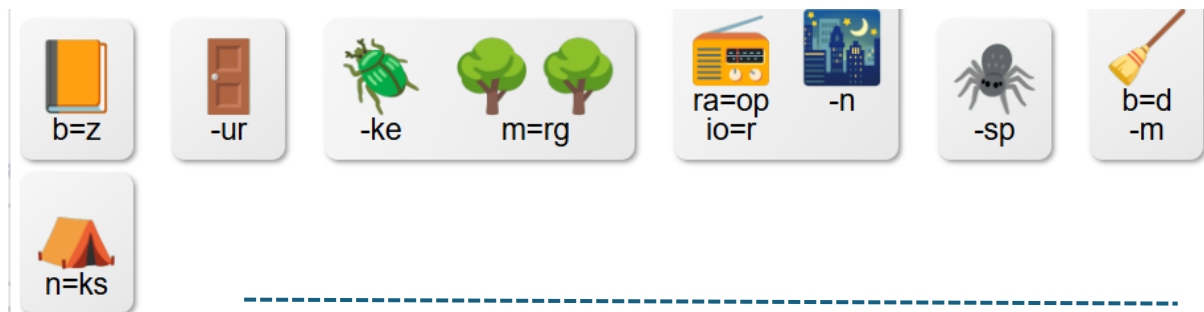 b=z -ur -ke m=rg ra=op -n -sp b=d
io=r -m
n=ks